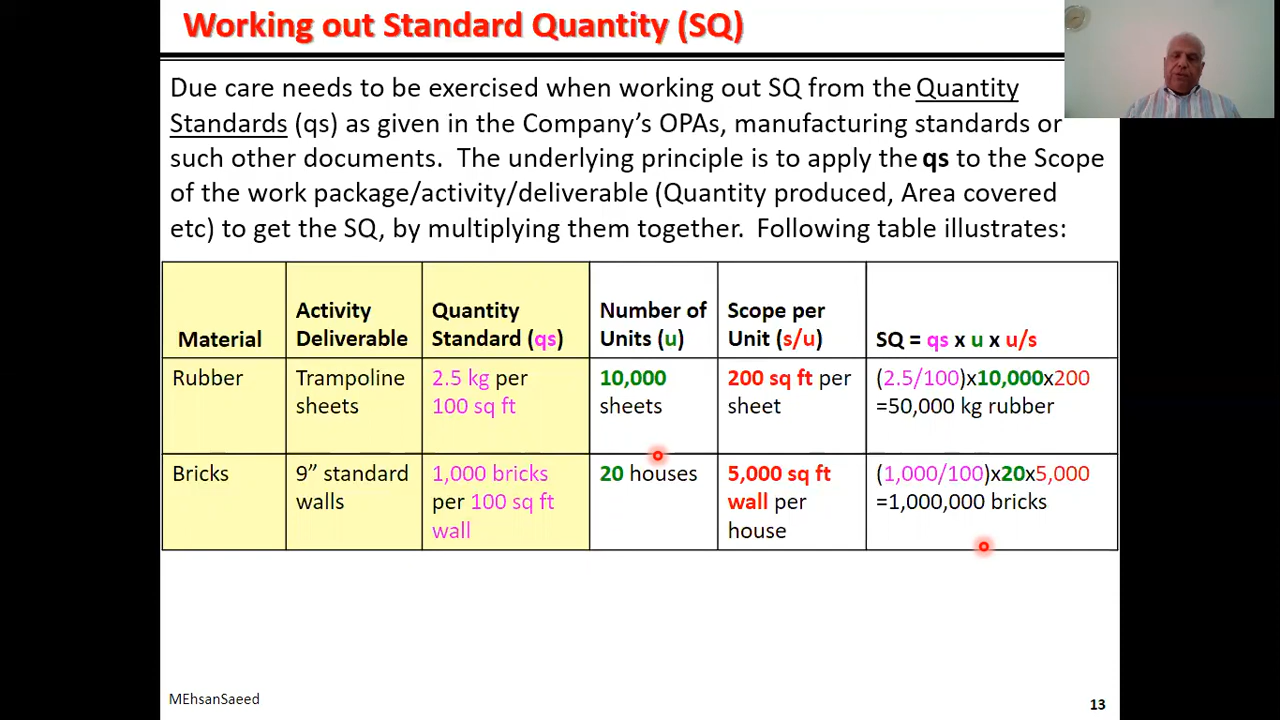 Working out Standard Quantity (SQ)
Due care needs to be exercised when working out SQ from the Quantity
Standards (qs) as given in the Company's OPAs, manufacturing standards or
such other documents.  The underlying principle is to apply the qs to the Scope
of the work package/activity/deliverable (Quantity produced, Area covered
etc) to get the SQ, by multiplying them together.  Following table illustrates:
Material
Activity
Deliverable
Quantity
Standard (qs)
Number of
Units (u)
Scope per
Unit (s/u)
SQ = qs x u x u/s
Rubber
Trampoline
sheets
2.5 kg per
100 sq ft
10,000
sheets
200 sq ft per
sheet
(2.5/100)x10,000x200
=50,000 kg rubber
Bricks
9” standard
walls
1,000 bricks
per 100 sq ft
wall
20 houses
5,000 sq ft
wall per
house
(1,000/100)x20x5,000
=1,000,000 bricks
MEhsanSaeed
13